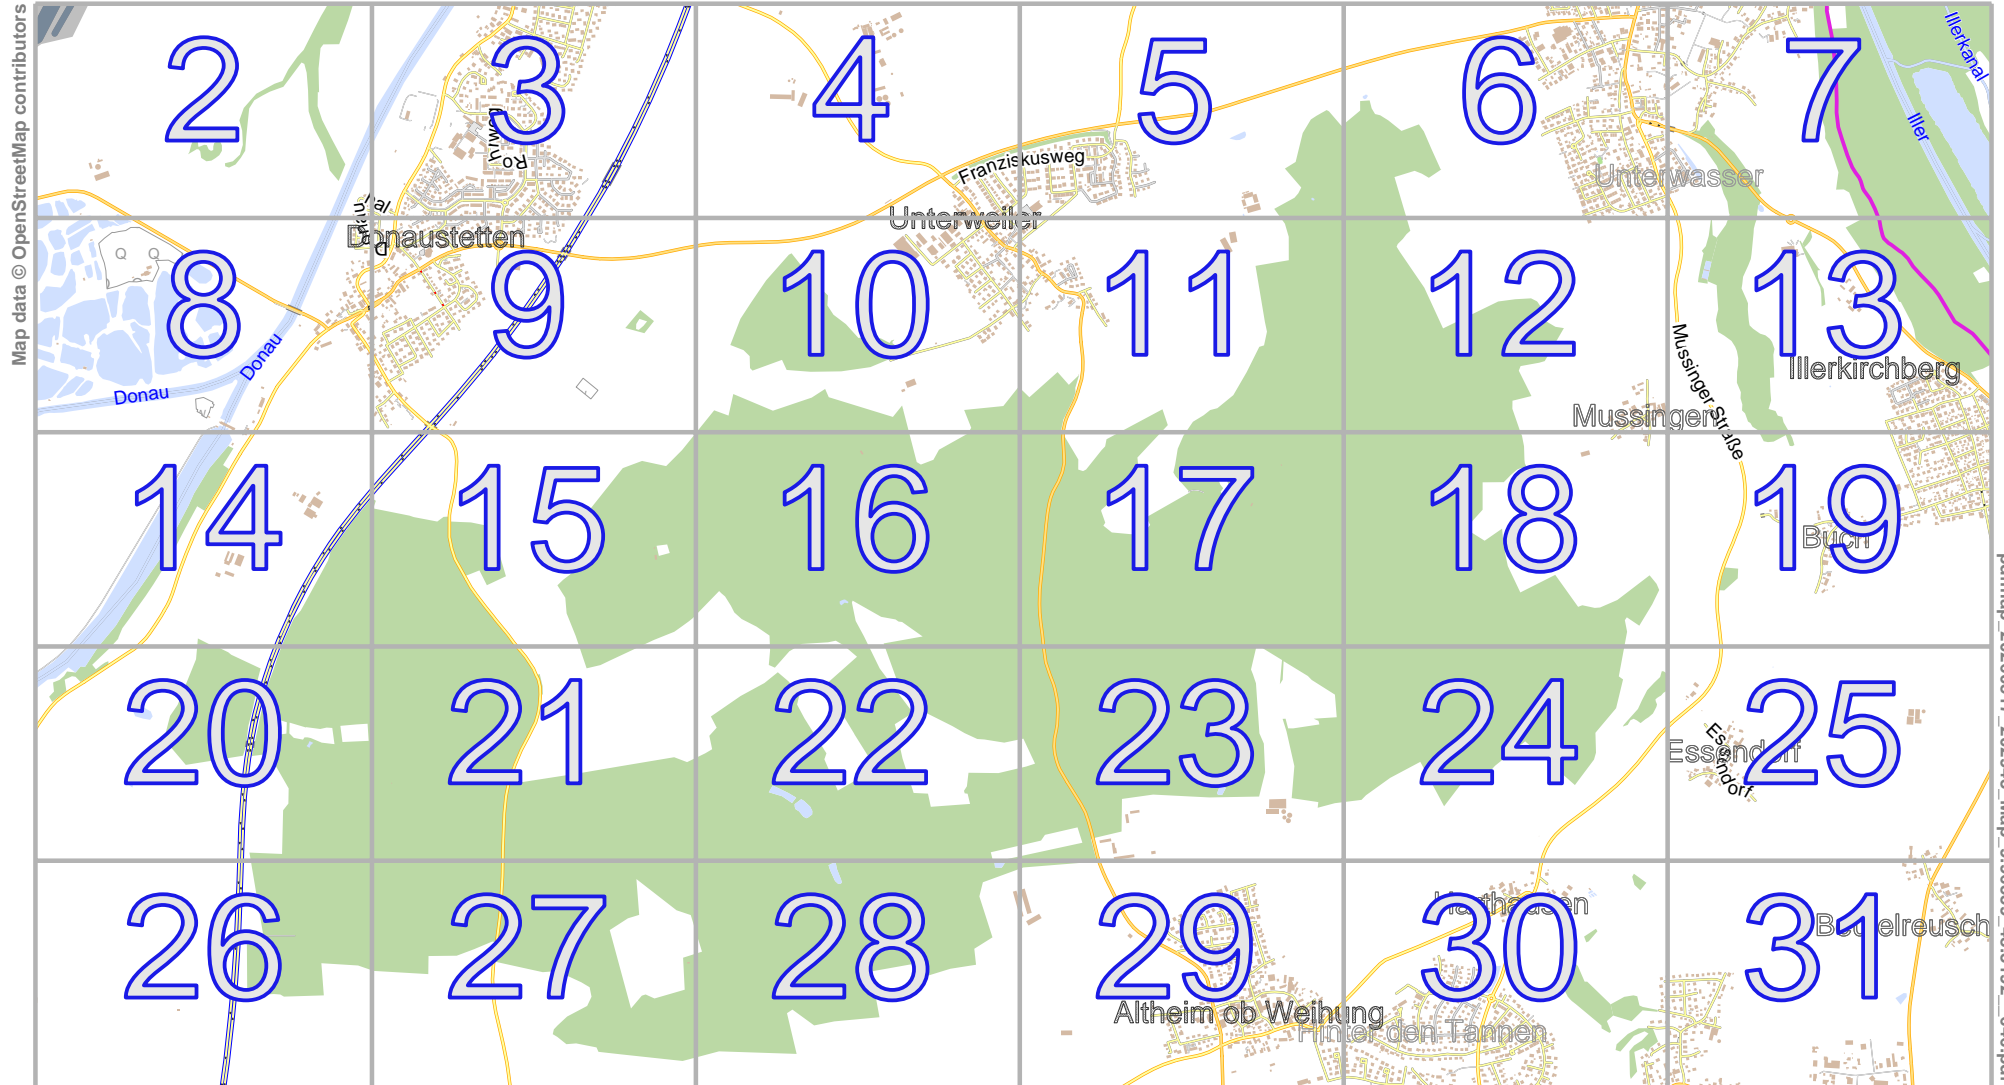 Map data © OpenStreetMap contributors
2
3
4
5
6
7
Illerkanal
Iller
Franziskusweg
Unterwasser
Unterweiler
Donaustetten
8
9
10
11
12
13
Donau
Donau
Mussinger Straße
Illerkirchberg
Mussingen
14
15
16
17
18
19
Buch
20
21
22
23
24
25
Essendorf
Essendorf
26
27
28
29
30
31
Harthausen
Beutelreusch
Altheim ob Weihung
Hinter den Tannen